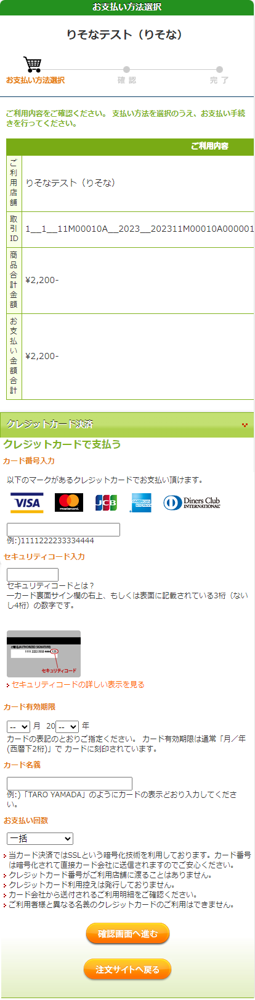 お支払い方法選択
りそなテスト（りそな）
お支払い方法選択 確 認 完 了
ご利用内容をご確認ください。 支払い方法を選択のうえ、お支払い手続
きを行ってください。
ご利用内容
ご利用店舗 りそなテスト（りそな）
取引ID 1__1__11M00010A__2023__202311M00010A000001
商品合計金額 ¥2,200-
お支払い金額合計 ¥2,200-
クレジットカード決済
クレジットカードで支払う
カード番号入力
以下のマークがあるクレジットカードでお支払い頂けます。
VISA mastercard. JCB AMERICAN EXPRESS Diners Club INTERNATIONAL
例:)1111222233334444
セキュリティコード入力
セキュリティコードとは？
―カード裏面サイン欄の右上、もしくは表面に記載されている3桁（ない
し4桁）の数字です。
1111 2222 3333 4444 123
セキュリティコード
セキュリティコードの詳しい表示を見る
カード有効期限
-- 月 20 -- 年
カードの表記のとおりご指定ください。 カード有効期限は通常「月／年
(西暦下2桁)」で カードに刻印されています。
カード名義
例:)「TARO YAMADA」のようにカードの表示どおり入力してくださ
い。
お支払い回数
一括
当カード決済ではSSLという暗号化技術を利用しております。カード番号
は暗号化されて直接カード会社に送信されますのでご安心ください。
クレジットカード番号がご利用店舗に渡ることはありません。
クレジットカード利用控えは発行しておりません。
カード会社から送付されるご利用明細をご確認ください。
ご利用者様と異なる名義のクレジットカードのご利用はできません。
確認画面へ進む
注文サイトへ戻る